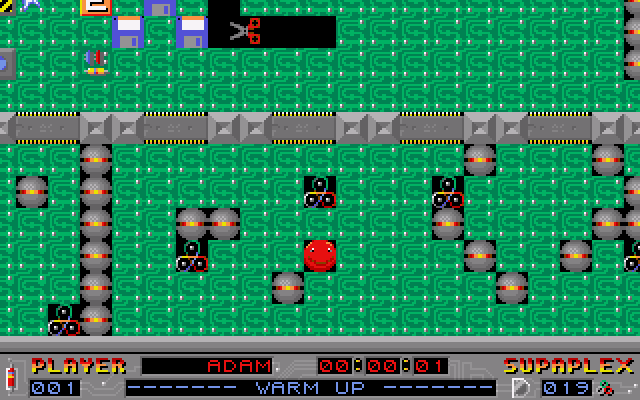 PLAYER ADAM 00:00:01 SUPAPLEX
001 ------- WARM UP ------- 019